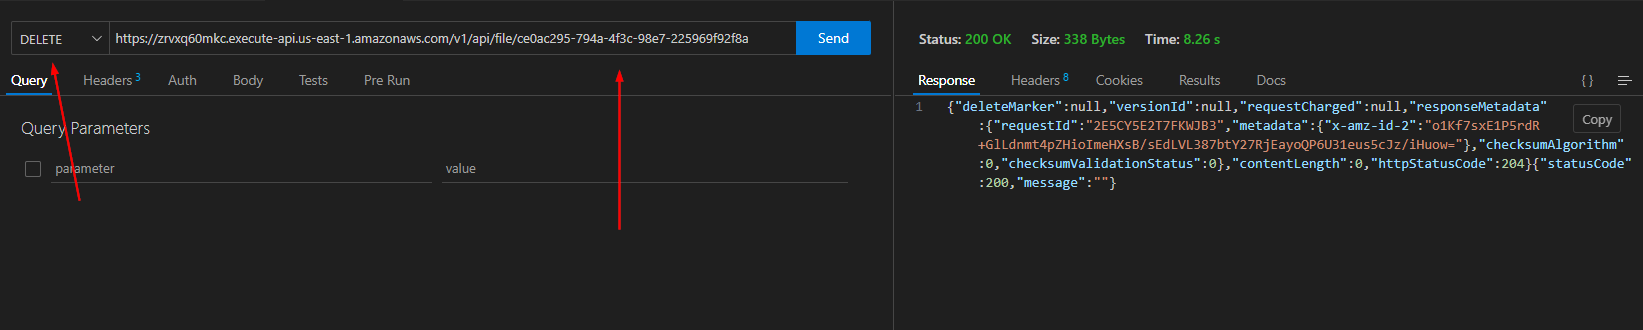 DELETE
https://zrvxq60mkc.execute-api.us-east-1.amazonaws.com/v1/api/file/ce0ac295-794a-4f3c-98e7-225969f92f8a
Send
Query Headers 3 Auth Body Tests Pre Run
Query Parameters
parameter value
Status: 200 OK Size: 338 Bytes Time: 8.26 s
Response Headers 8 Cookies Results Docs { }
1 {"deleteMarker":null,"versionId":null,"requestCharged":null,"responseMetadata"
:{"requestId":"2E5CY5E2T7FKWJB3","metadata":{"x-amz-id-2":"o1Kf7sxE1P5rdR
+GlLdnmt4pZHioImeHXsB/sEdLVL387btY27RjEayoQP6U31eus5cJz/iHuow="},"checksumAlgorithm"
:0,"checksumValidationStatus":0},"contentLength":0,"httpStatusCode":204}{"statusCode"
:200,"message":""}
Copy